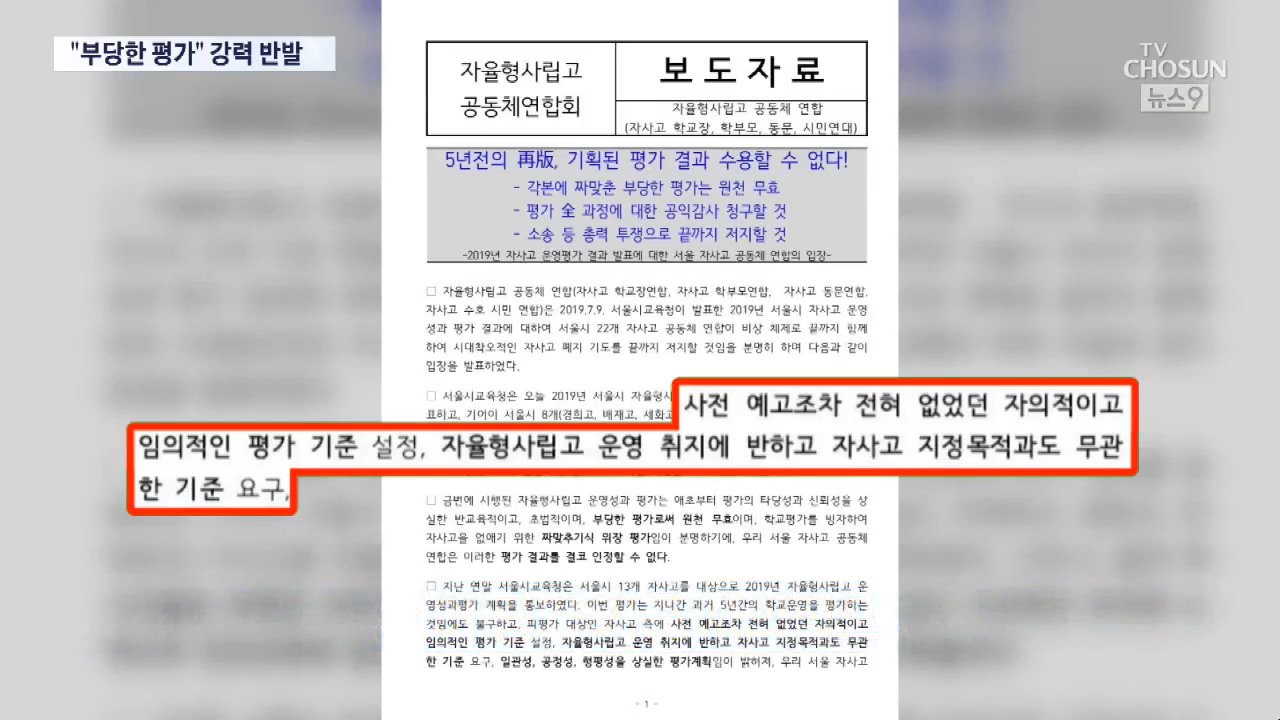 "부당한 평가" 강력 반발
TV
CHOSUN
뉴스9
자율형사립고
공동체연합회
보도자료
자율형사립고 공동체 연합
(자사고 학교장, 학부모, 동문, 시민연대)
5년전의 再版, 기획된 평가 결과 수용할 수 없다!
- 각본에 짜맞춘 부당한 평가는 원천 무효
- 평가 全 과정에 대한 공익감사 청구할 것
- 소송 등 총력 투쟁으로 끝까지 저지할 것
-2019년 자사고 운영평가 결과 발표에 대한 서울 자사고 공동체 연합의 입장-
□ 자율형사립고 공동체 연합(자사고 학교장연합, 자사고 학부모연합, 자사고 동문연합,
자사고 수호 시민 연합)은 2019.7.9. 서울시교육청이 발표한 2019년 서울시 자사고 운영
성과 평가 결과에 대하여 서울시 22개 자사고 공동체 연합이 비상 체제로 끝까지 함께
하여 시대착오적인 자사고 폐지 기도를 끝까지 저지할 것임을 분명히 하며 다음과 같이
입장을 발표하였다.
□ 서울시교육청은 오늘 2019년 서울시 자율형사
표하고, 기어이 서울시 8개(경희고, 배재고, 세화고
사전 예고조차 전혀 없었던 자의적이고
임의적인 평가 기준 설정, 자율형사립고 운영 취지에 반하고 자사고 지정목적과도 무관
한 기준 요구,
□ 금번에 시행된 자율형사립고 운영성과 평가는 애초부터 평가의 타당성과 신뢰성을 상
실한 반교육적이고, 초법적이며, 부당한 평가로써 원천 무효이며, 학교평가를 빙자하여
자사고을 없애기 위한 짜맞추기식 위장 평가임이 분명하기에, 우리 서울 자사고 공동체
연합은 이러한 평가 결과를 결코 인정할 수 없다.
□ 지난 연말 서울시교육청은 서울시 13개 자사고를 대상으로 2019년 자율형사립고 운
영성과평가 계획을 통보하였다. 이번 평가는 지나간 과거 5년간의 학교운영을 평가하는
것임에도 불구하고, 피평가 대상인 자사고 측에 사전 예고조차 전혀 없었던 자의적이고
임의적인 평가 기준 설정, 자율형사립고 운영 취지에 반하고 자사고 지정목적과도 무관
한 기준 요구, 일관성, 공정성, 형평성을 상실한 평가계획임이 밝혀져, 우리 서울 자사고
- 1 -